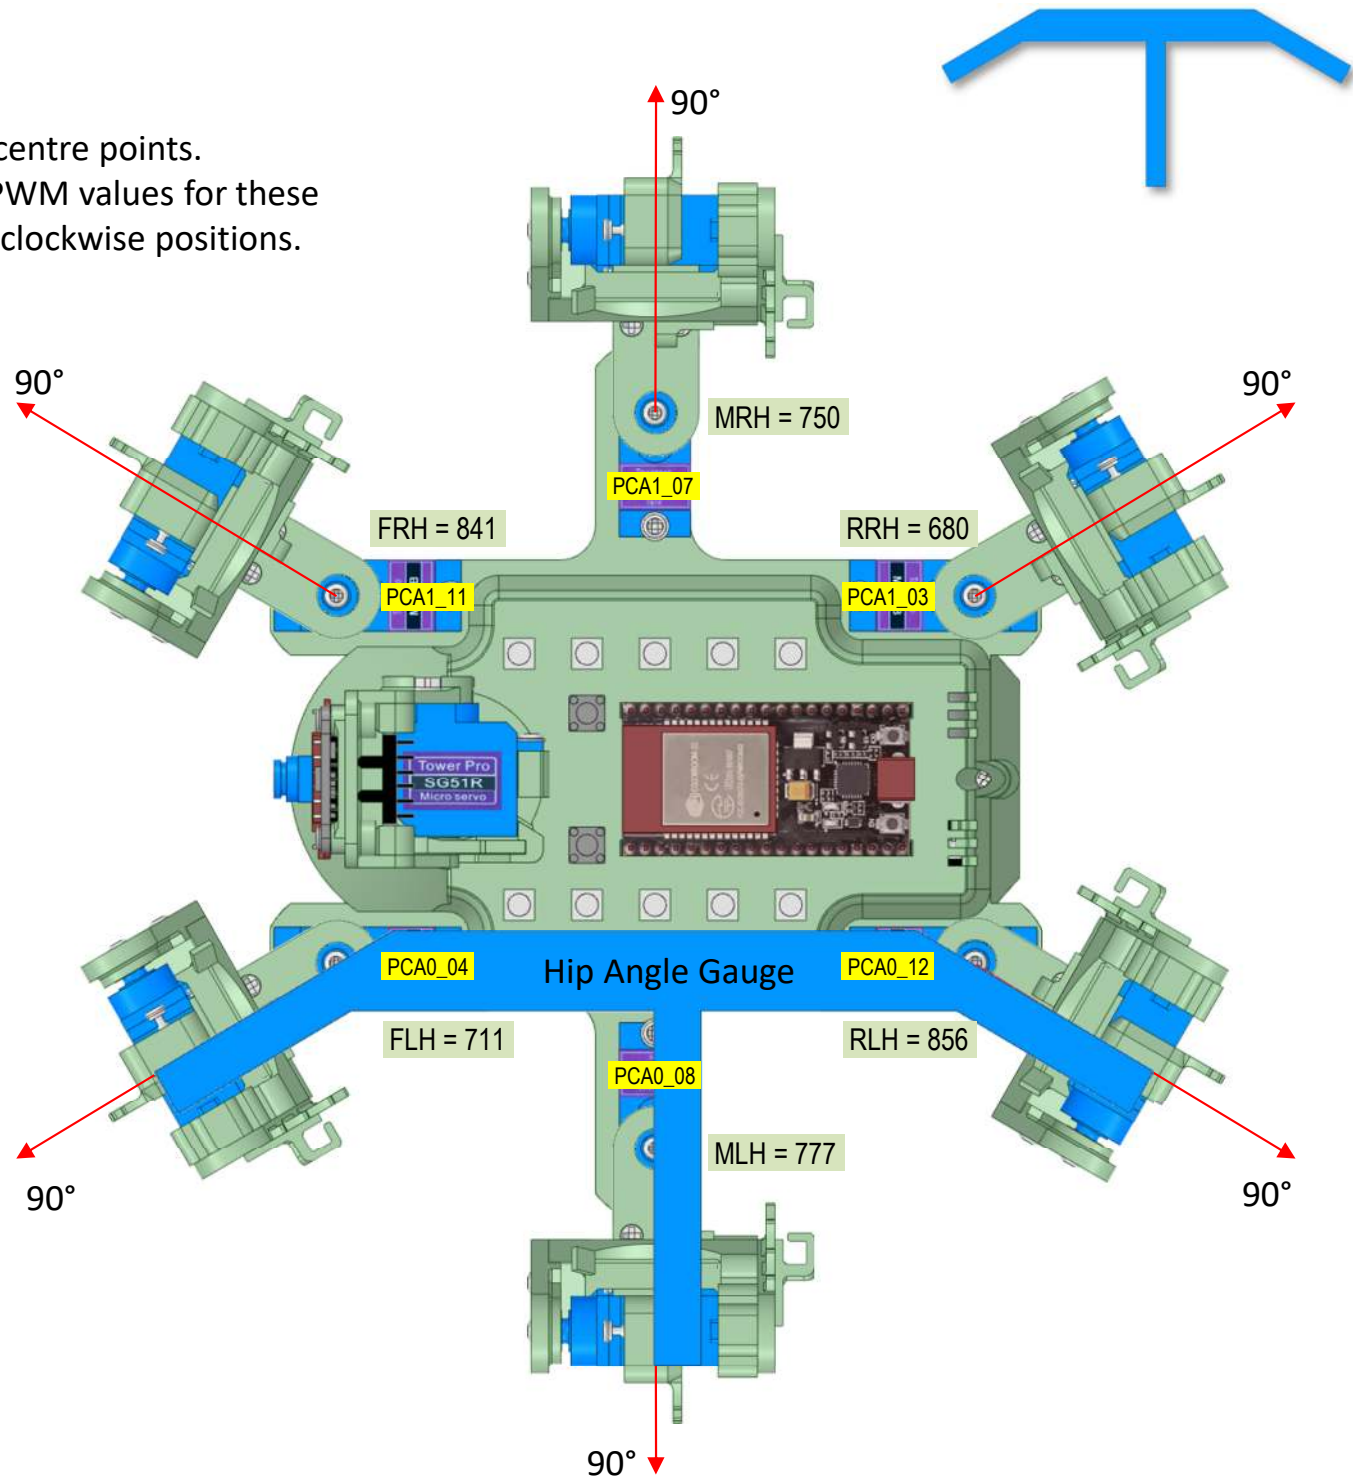 90°
centre points.
PWM values for these
clockwise positions.
90°
90°
MRH = 750
PCA1_07
FRH = 841
RRH = 680
PCA1_11
PCA1_03
Tower Pro
SG51R
Micro servo
PCA0_04
Hip Angle Gauge
PCA0_12
FLH = 711
RLH = 856
PCA0_08
MLH = 777
90°
90°
90°